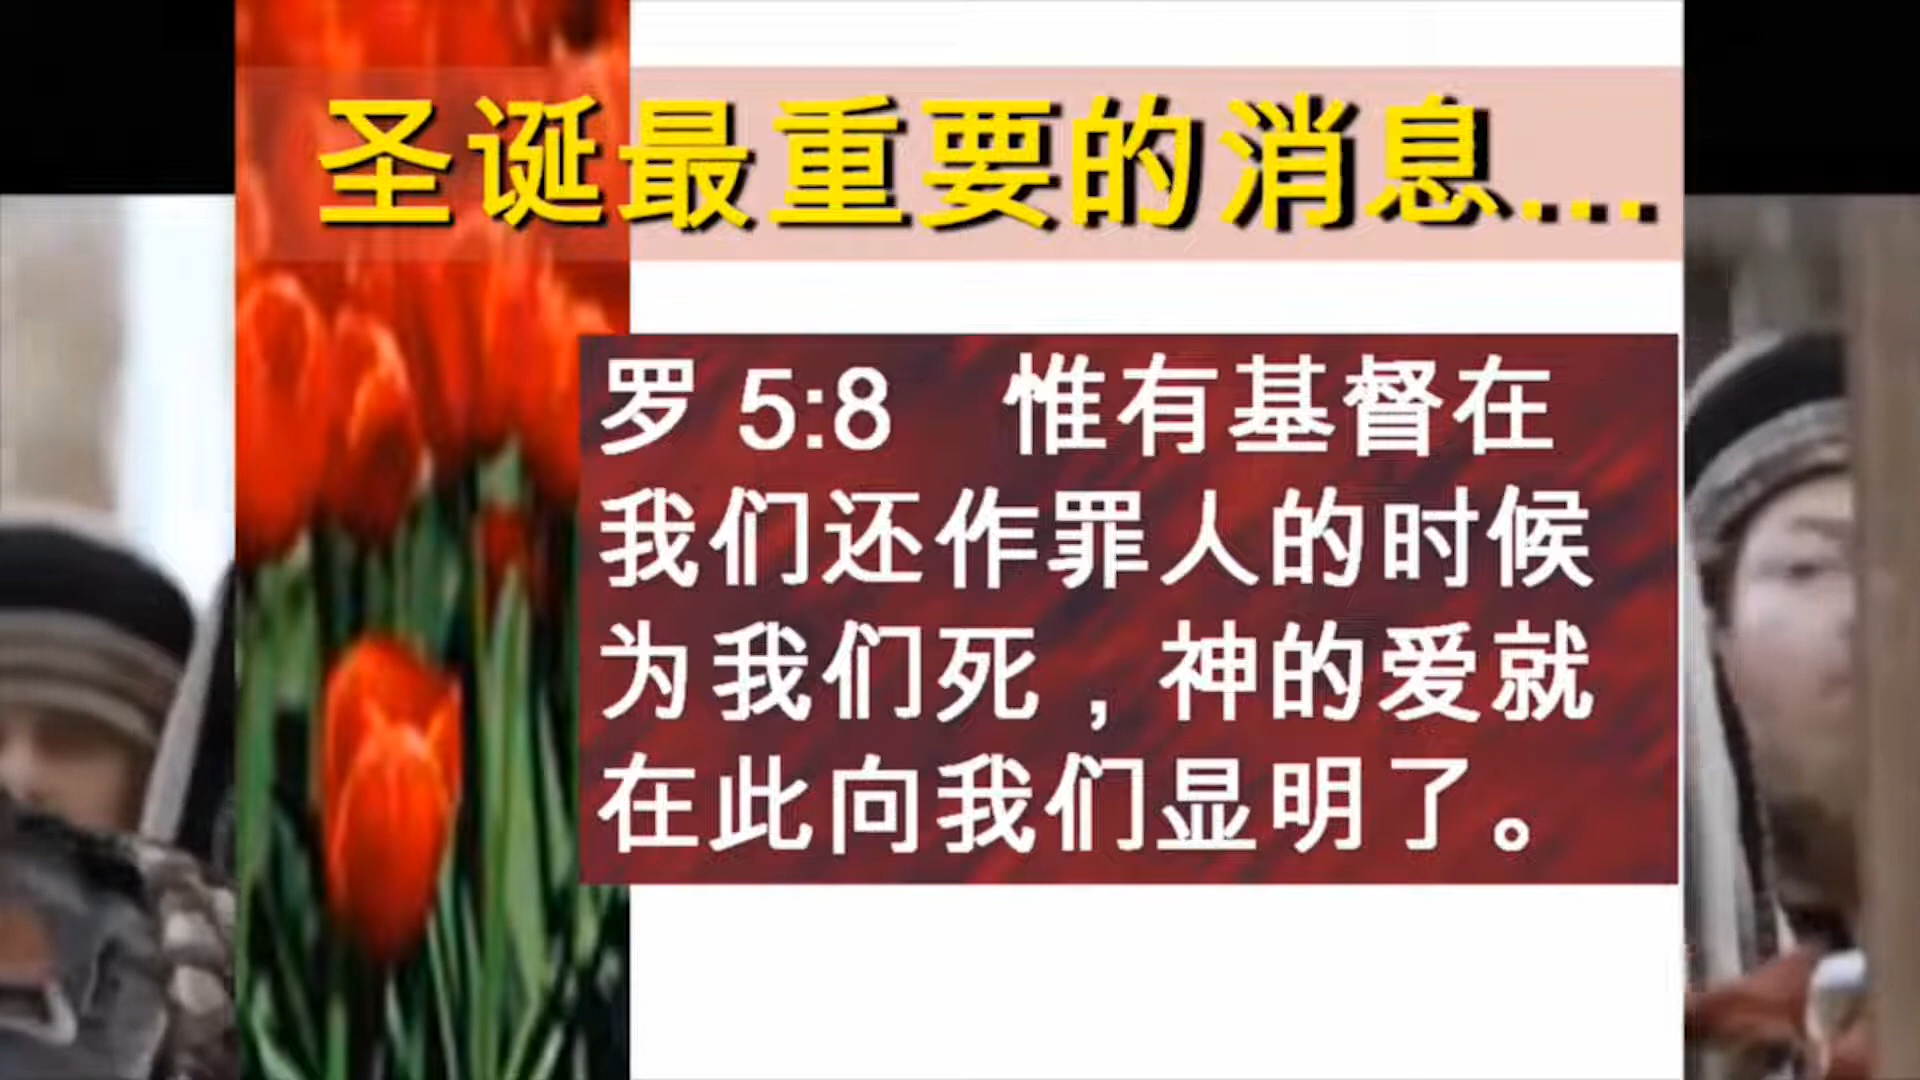 圣诞最重要的消息...
罗 5:8 惟有基督在
我们还作罪人的时候
为我们死，神的爱就
在此向我们显明了。